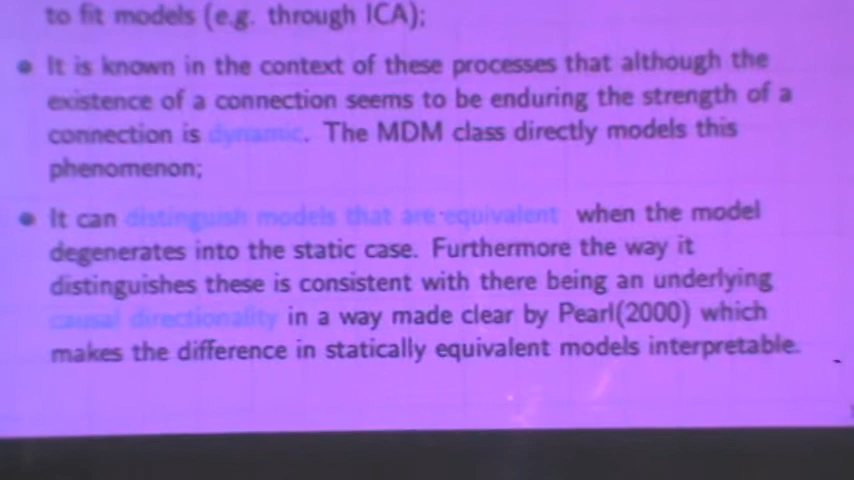 to fit models (e.g. through ICA);
It is known in the context of these processes that although the
existence of a connection seems to be enduring the strength of a
connection is dynamic. The MDM class directly models this
phenomenon;
It can distinguish models that are equivalent when the model
degenerates into the static case. Furthermore the way it
distinguishes these is consistent with there being an underlying
causal directionality in a way made clear by Pearl(2000) which
makes the difference in statically equivalent models interpretable.